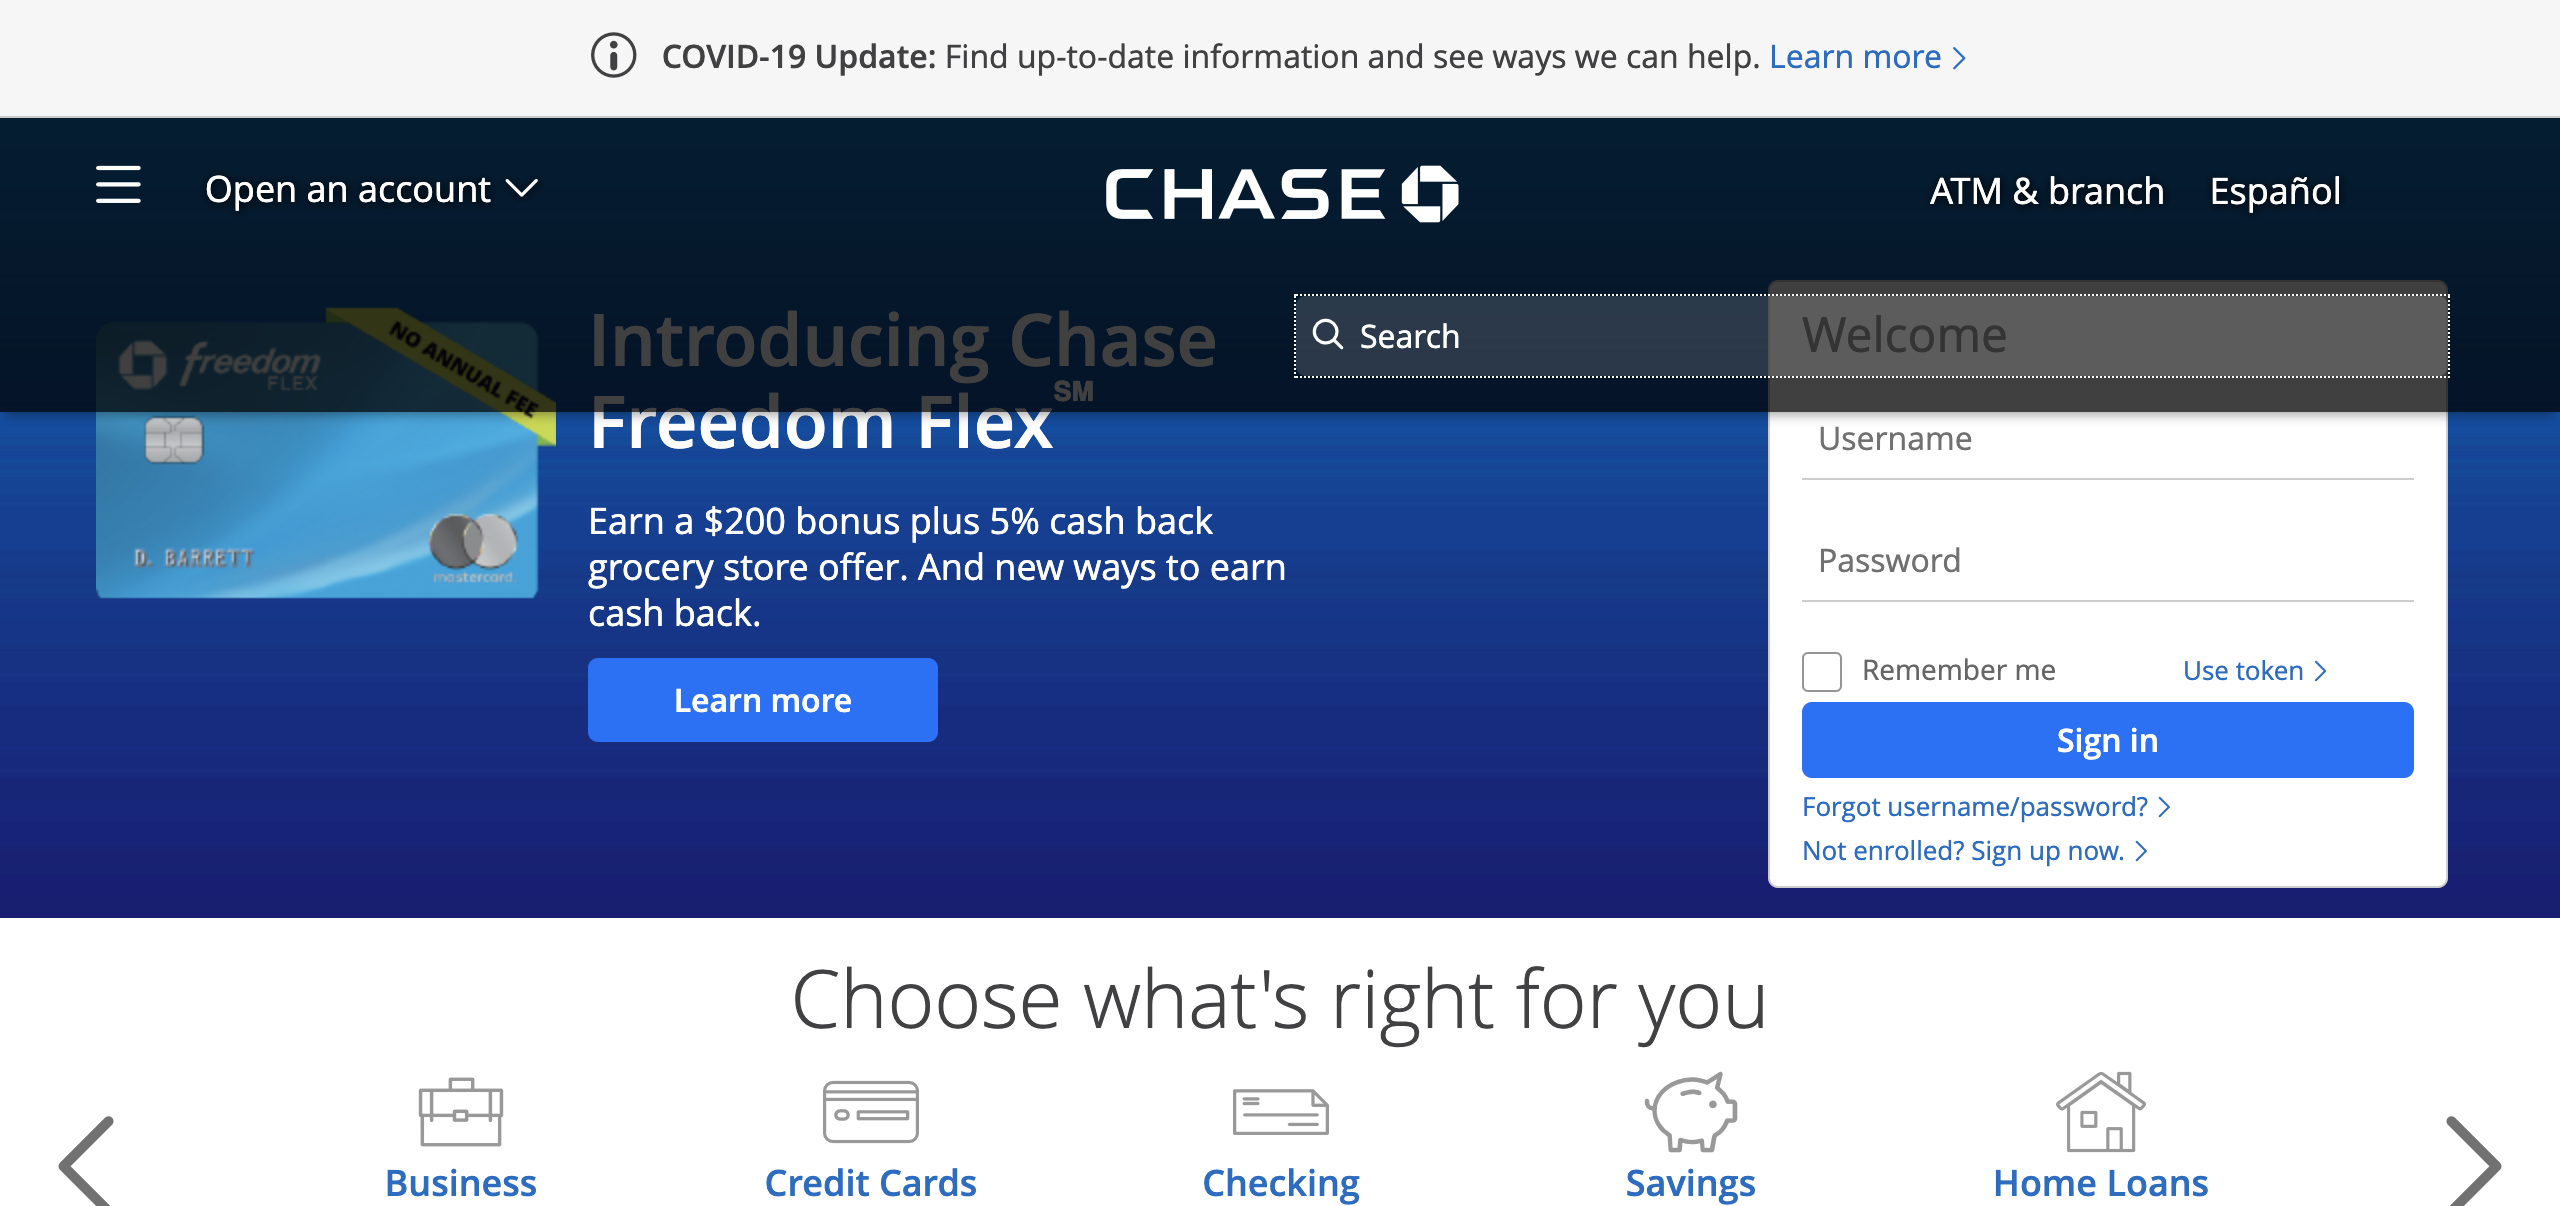 COVID-19 Update: Find up-to-date information and see ways we can help. Learn more
Open an account
CHASE
ATM & branch
Español
Search
freedom
FLEX
NO ANNUAL FEE
D. BARRETT
mastercard.
Introducing Chase
Freedom Flex℠
Earn a $200 bonus plus 5% cash back
grocery store offer. And new ways to earn
cash back.
Learn more
Welcome
Username
Password
Remember me
Use token
Sign in
Forgot username/password?
Not enrolled? Sign up now.
Choose what's right for you
Business
Credit Cards
Checking
Savings
Home Loans